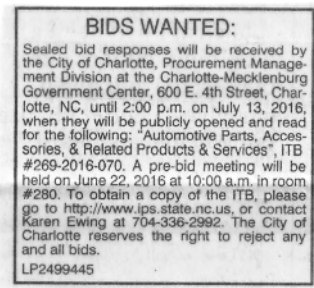 BIDS WANTED:
Sealed bid responses will be received by
the City of Charlotte, Procurement Manage-
ment Division at the Charlotte-Mecklenburg
Government Center, 600 E. 4th Street, Char-
lotte, NC, until 2:00 p.m. on July 13, 2016,
when they will be publicly opened and read
for the following: "Automotive Parts, Acces-
sories, & Related Products & Services", ITB
#269-2016-070. A pre-bid meeting will be
held on June 22, 2016 at 10:00 a.m. in room
#280. To obtain a copy of the ITB, please
go to http://www.ips.state.nc.us, or contact
Karen Ewing at 704-336-2992. The City of
Charlotte reserves the right to reject any
and all bids.
LP2499445